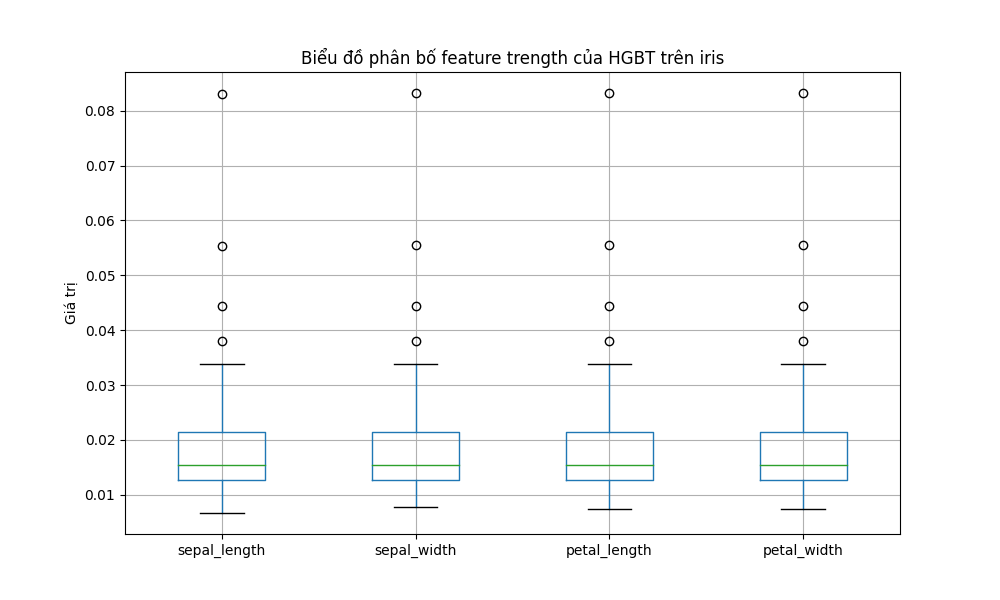 Biểu đồ phân bố feature trength của HGBT trên iris
0.08
0.07
0.06
0.05
0.04
0.03
0.02
0.01
Giá trị
sepal_length sepal_width petal_length petal_width